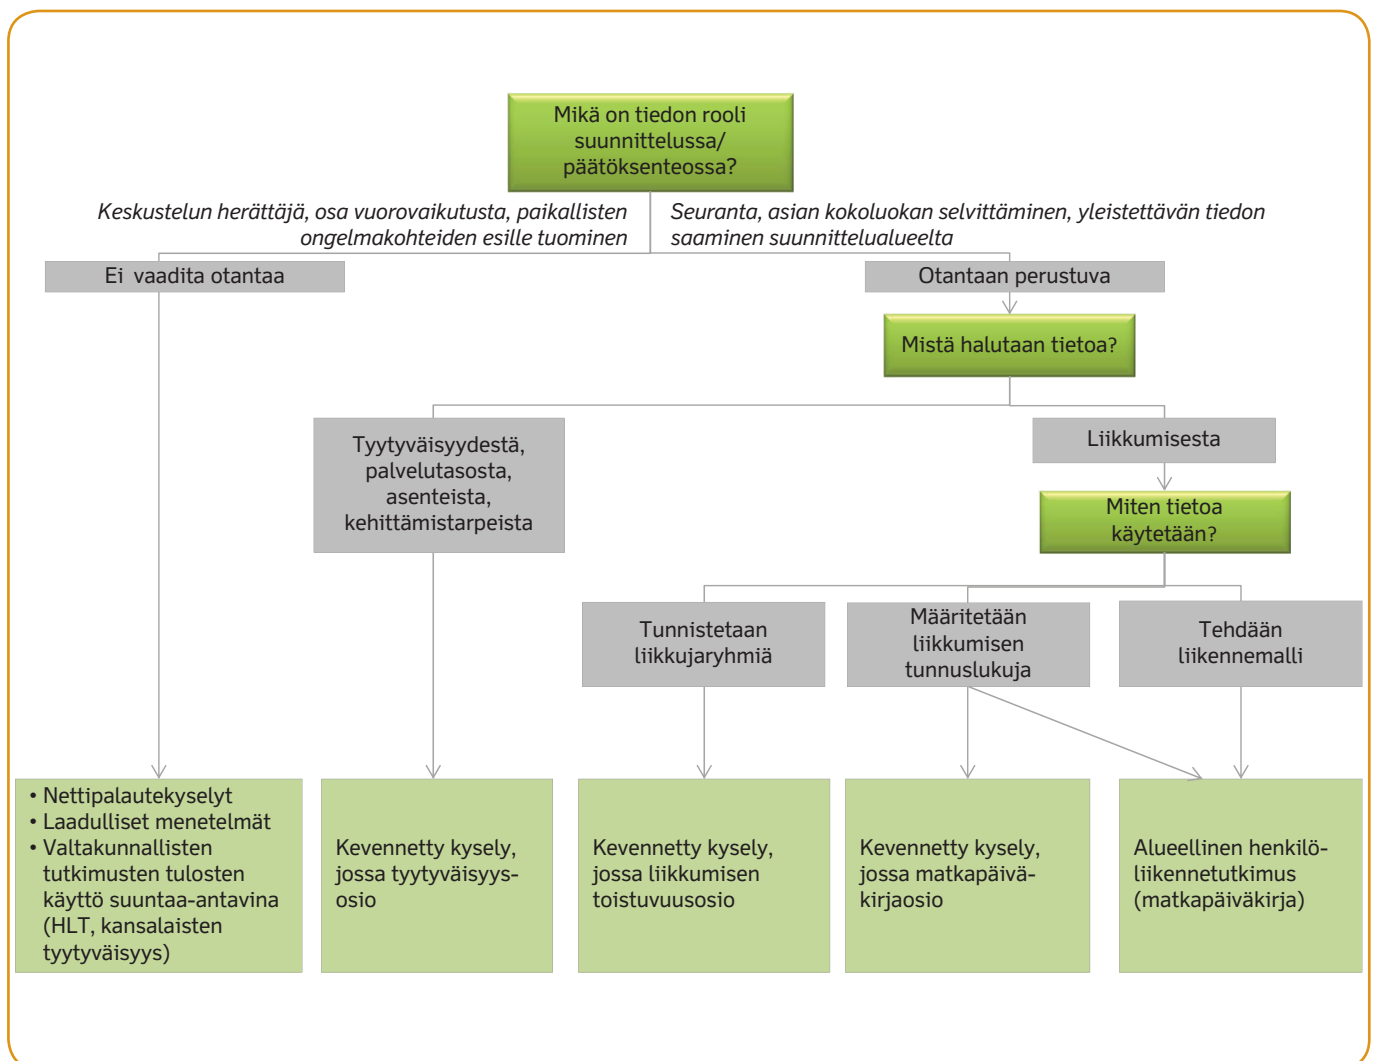 Mikä on tiedon rooli
suunnittelussa/
päätöksenteossa?
Keskustelun herättäjä, osa vuorovaikutusta, paikallisten
ongelmakohteiden esille tuominen
Seuranta, asian kokoluokan selvittäminen, yleistettävän tiedon
saaminen suunnittelualueelta
Ei vaadita otantaa
Otantaan perustuva
Mistä halutaan tietoa?
Tyytyväisyydestä,
palvelutasosta,
asenteista,
kehittämistarpeista
Liikkumisesta
Miten tietoa
käytetään?
Tunnistetaan
liikkujaryhmiä
Määritetään
liikkumisen
tunnuslukuja
Tehdään
liikennemalli
• Nettipalautekyselyt
• Laadulliset menetelmät
• Valtakunnallisten
tutkimusten tulosten
käyttö suuntaa-antavina
(HLT, kansalaisten
tyytyväisyys)
Kevennetty kysely,
jossa tyytyväisyys-
osio
Kevennetty kysely,
jossa liikkumisen
toistuvuusosio
Kevennetty kysely,
jossa matkapäivä-
kirjaosio
Alueellinen henkilö-
liikennetutkimus
(matkapäiväkirja)